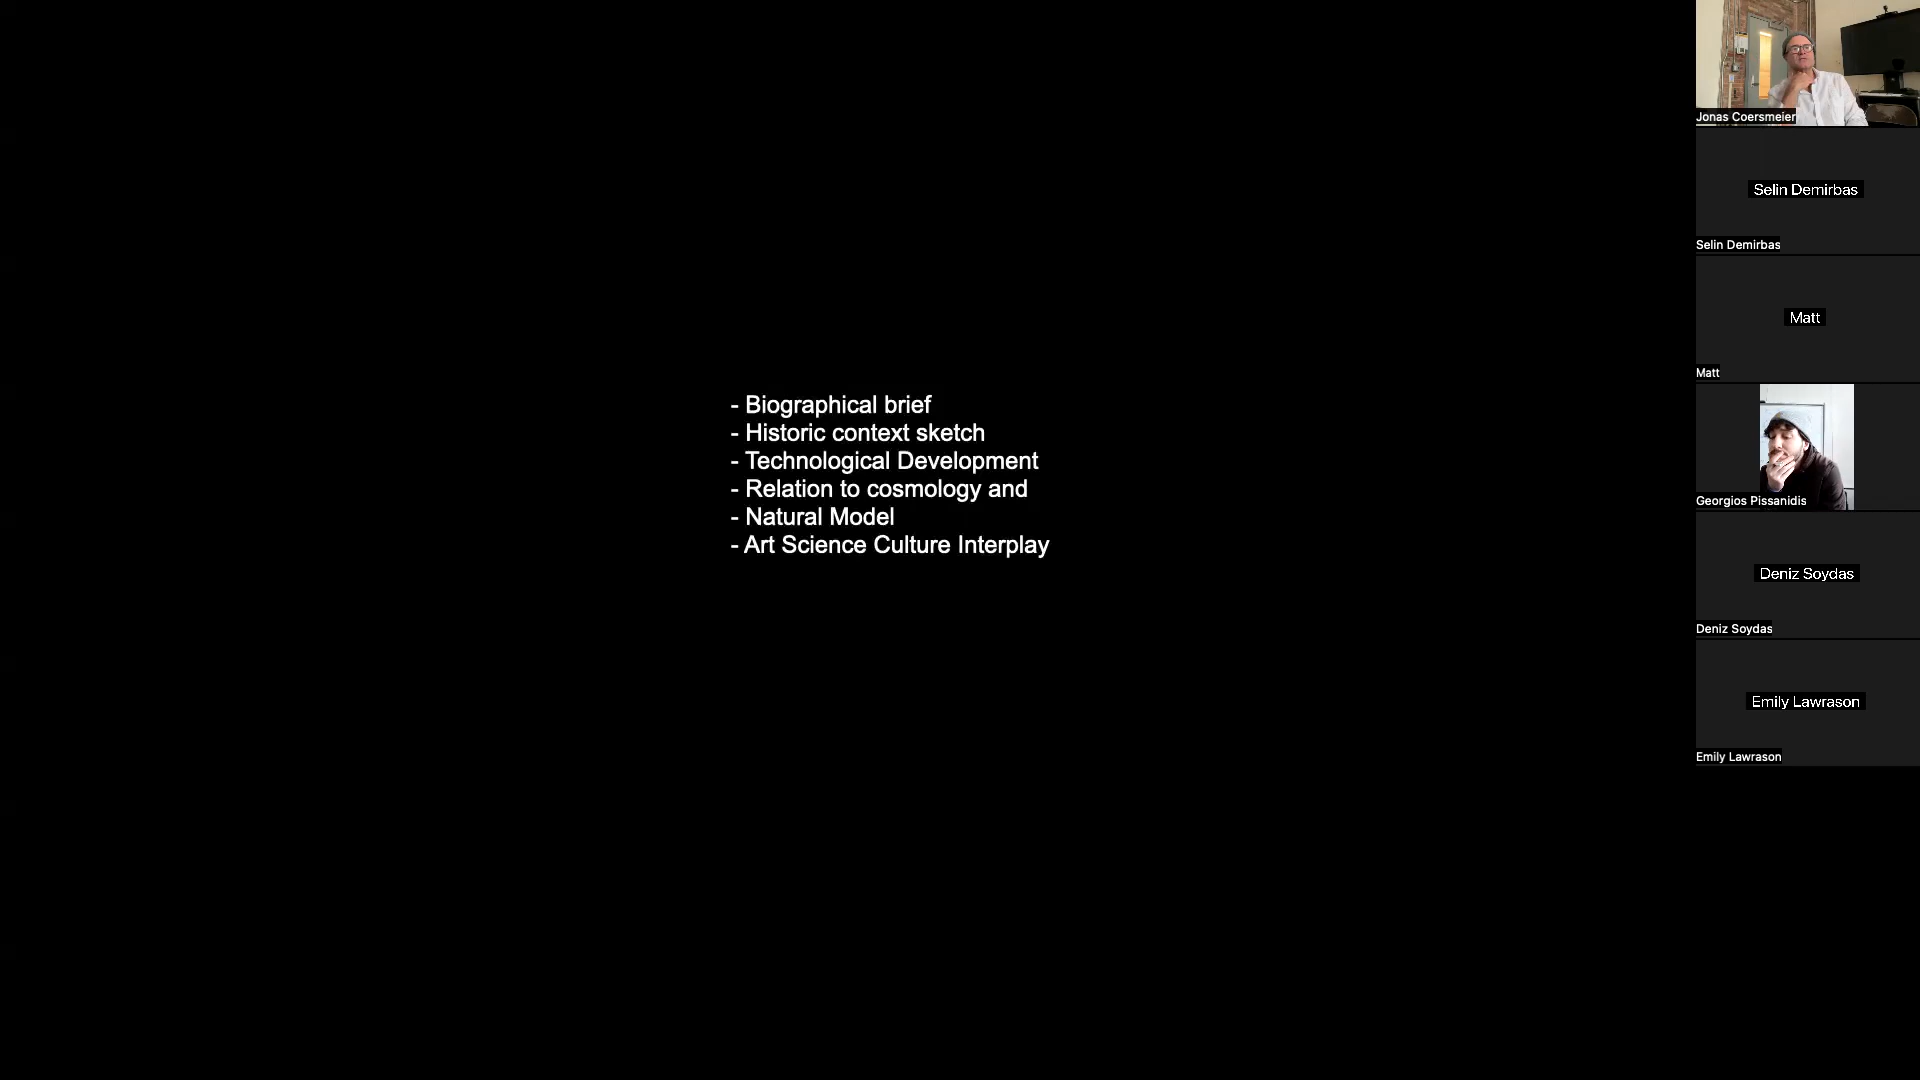 - Biographical brief
- Historic context sketch
- Technological Development
- Relation to cosmology and
- Natural Model
- Art Science Culture Interplay
Jonas Coersmeier
Selin Demirbas
Selin Demirbas
Matt
Matt
Georgios Pissanidis
Deniz Soydas
Deniz Soydas
Emily Lawrason
Emily Lawrason